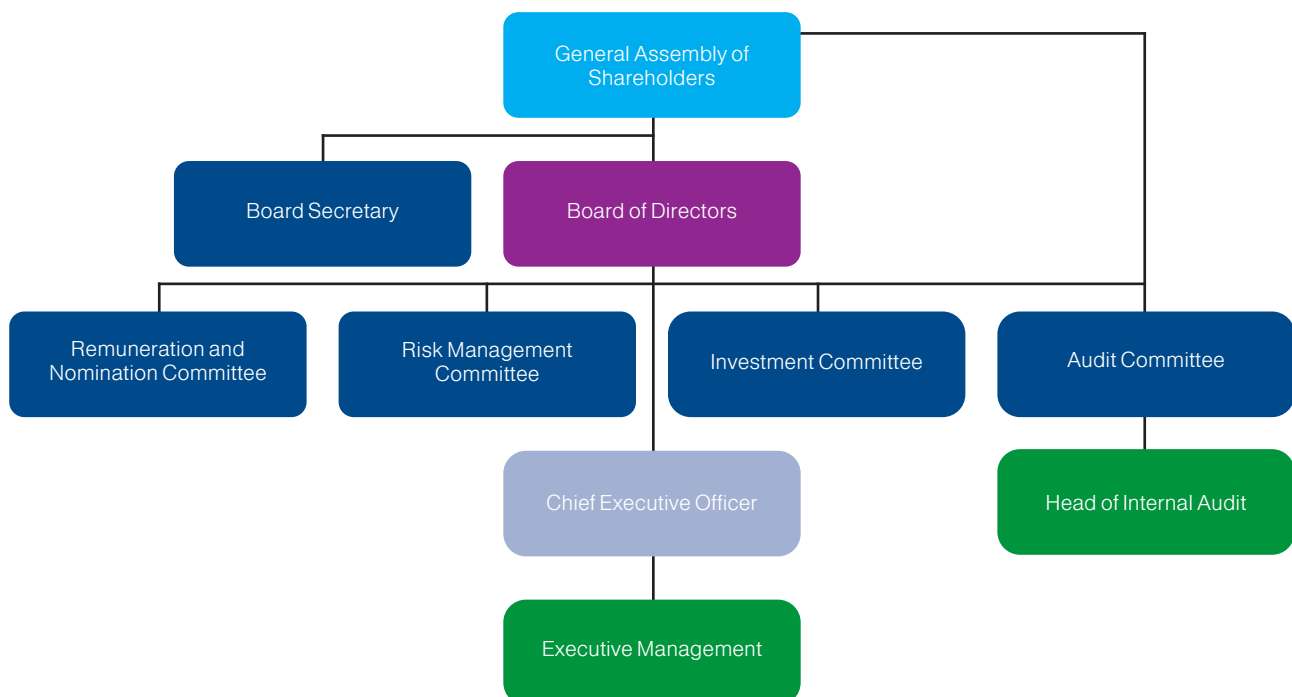 General Assembly of
Shareholders
Board Secretary
Board of Directors
Remuneration and
Nomination Committee
Risk Management
Committee
Investment Committee
Audit Committee
Chief Executive Officer
Head of Internal Audit
Executive Management